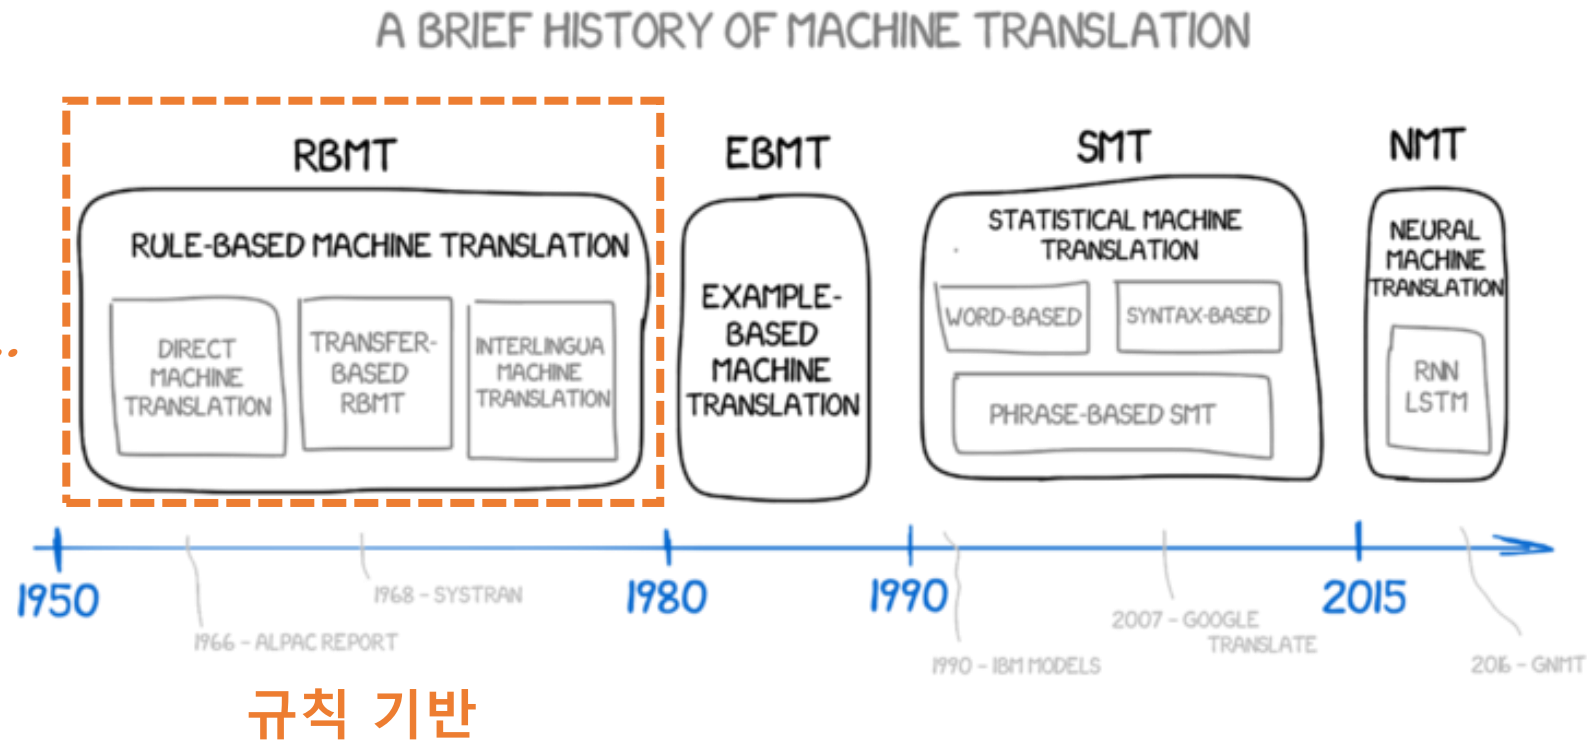 A BRIEF HISTORY OF MACHINE TRANSLATION
RBMT
RULE-BASED MACHINE TRANSLATION
DIRECT
MACHINE
TRANSLATION
TRANSFER-
BASED
RBMT
INTERLINGUA
MACHINE
TRANSLATION
EBMT
EXAMPLE-
BASED
MACHINE
TRANSLATION
SMT
STATISTICAL MACHINE
TRANSLATION
WORD-BASED
SYNTAX-BASED
PHRASE-BASED SMT
NMT
NEURAL
MACHINE
TRANSLATION
RNN
LSTM
1950
1966 - ALPAC REPORT
1968 - SYSTRAN
1980
1990
1990 - IBM MODELS
2007 - GOOGLE
TRANSLATE
2015
2016 - GNMT
규칙 기반